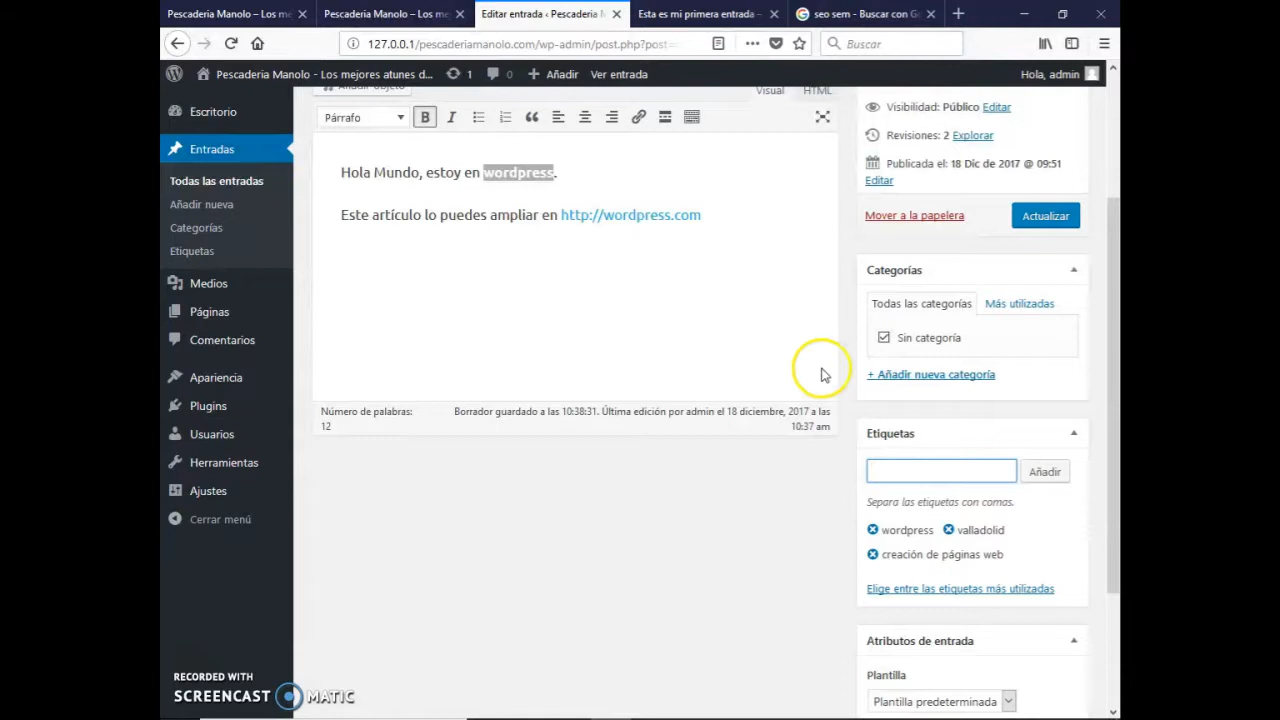 Pescaderia Manolo – Los me
Pescaderia Manolo – Los me
Editar entrada ‹ Pescaderia M
Esta es mi primera entrada –
seo sem - Buscar con Go
127.0.0.1/pescaderiamanolo.com/wp-admin/post.php?post=
Buscar
Pescaderia Manolo - Los mejores atunes d...
1
0
Añadir
Ver entrada
Hola, admin
Escritorio
Entradas
Todas las entradas
Añadir nueva
Categorías
Etiquetas
Medios
Páginas
Comentarios
Apariencia
Plugins
Usuarios
Herramientas
Ajustes
Cerrar menú
Añadir objeto
Visual
HTML
Párrafo
B
I
Hola Mundo, estoy en wordpress.
Este artículo lo puedes ampliar en http://wordpress.com
Número de palabras:
12
Borrador guardado a las 10:38:31. Última edición por admin el 18 diciembre, 2017 a las
10:37 am
Visibilidad: Público Editar
Revisiones: 2 Explorar
Publicada el: 18 Dic de 2017 @ 09:51
Editar
Mover a la papelera
Actualizar
Categorías
Todas las categorías
Más utilizadas
Sin categoría
+ Añadir nueva categoría
Etiquetas
Añadir
Separa las etiquetas con comas.
wordpress
valladolid
creación de páginas web
Elige entre las etiquetas más utilizadas
Atributos de entrada
Plantilla
Plantilla predeterminada
RECORDED WITH
SCREENCAST MATIC